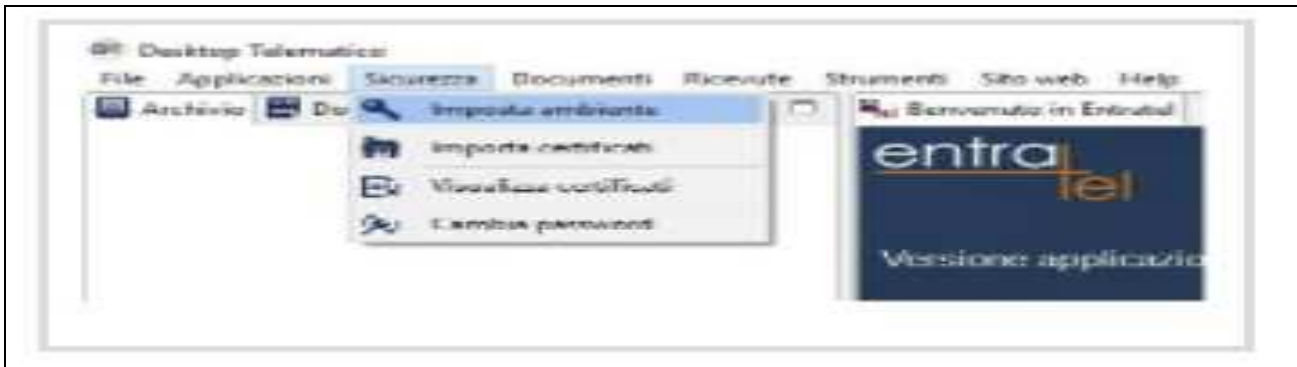 Desktop Telematico
File Applicazioni Sicurezza Documenti Ricevute Strumenti Sito web Help
Archivio Do
Imposta ambiente
Importa certificati
Visualizza certificati
Cambia password
Benvenuto in Entratel
entra
tel
Versione applicazio